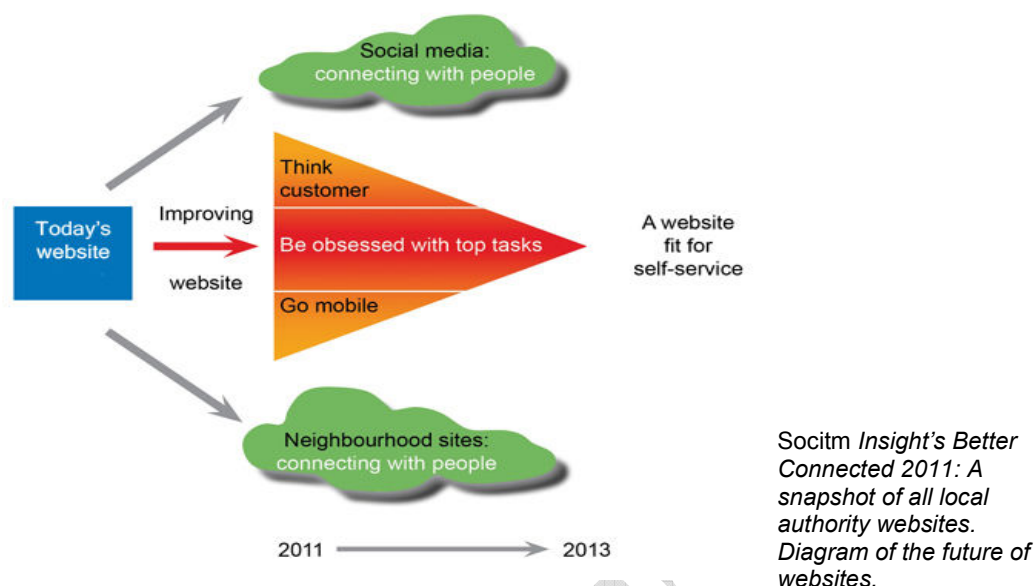 Social media:
connecting with people
Think
customer
Today's
website
Improving
website
Be obsessed with top tasks
A website
fit for
self-service
Go mobile
Neighbourhood sites:
connecting with people
2011
2013
Socitm Insight's Better
Connected 2011: A
snapshot of all local
authority websites.
Diagram of the future of
websites.